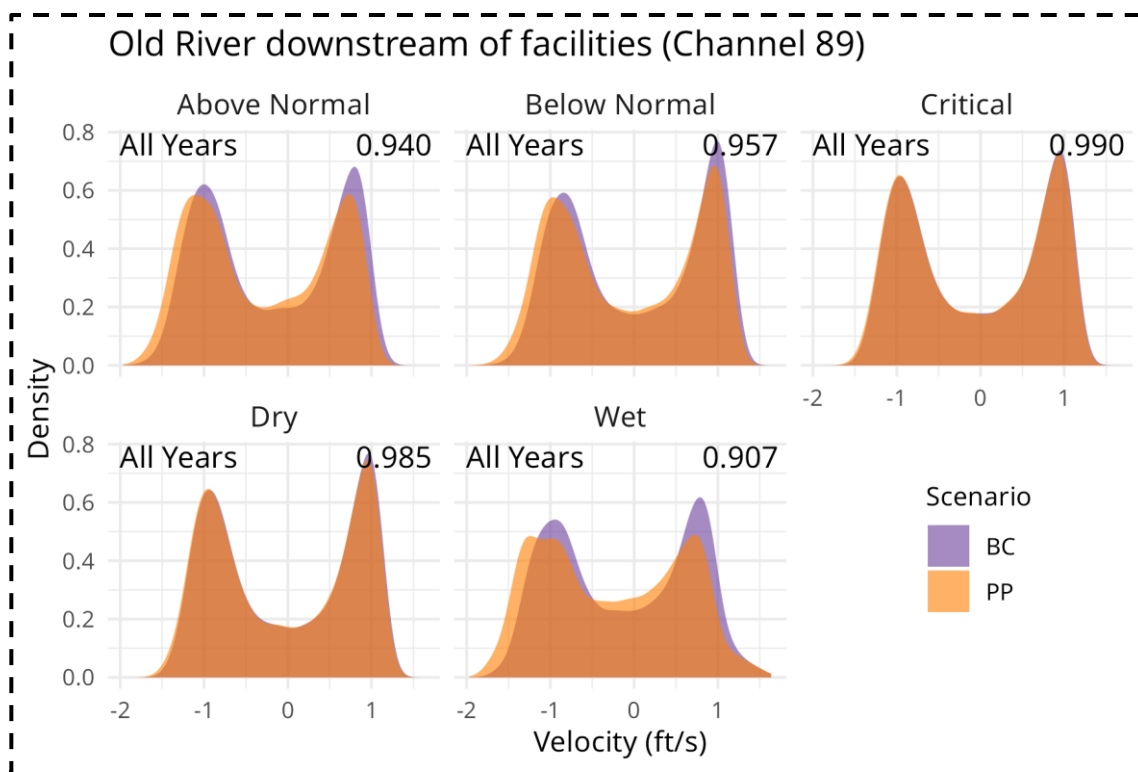 Old River downstream of facilities (Channel 89)
Above Normal
Below Normal
Critical
0.8
All Years 0.940
All Years 0.957
All Years 0.990
0.6
0.4
0.2
0.0
-2 -1 0 1
Density
Dry
Wet
0.8
All Years 0.985
All Years 0.907
0.6
0.4
0.2
0.0
-2 -1 0 1
-2 -1 0 1
Velocity (ft/s)
Scenario
BC
PP